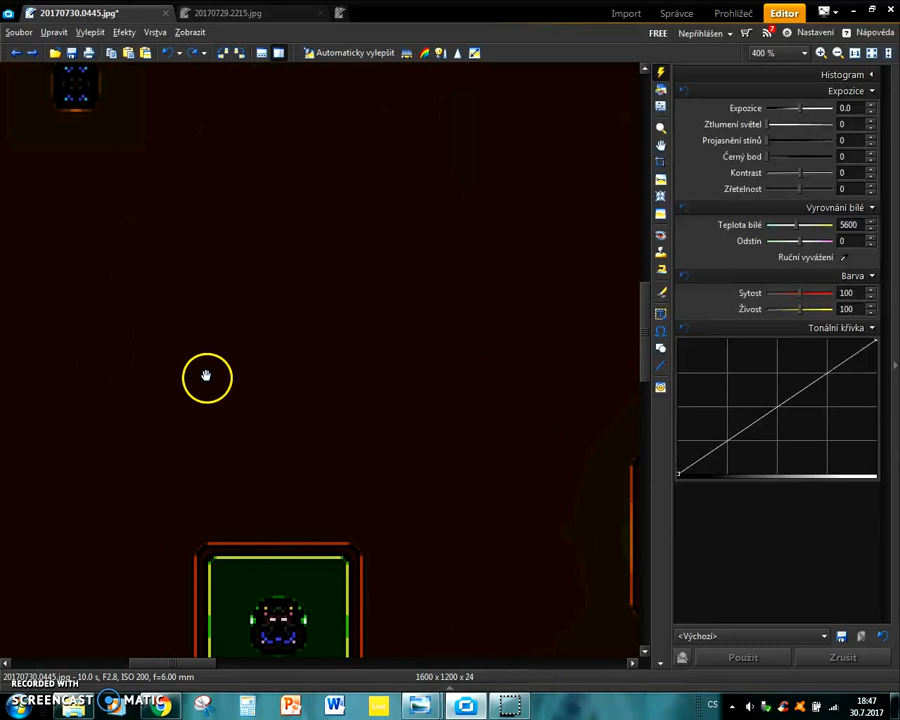 20170730.0445.jpg*
20170729.2215.jpg
Import
Správce
Prohlížeč
Editor
Soubor Upravit Vylepšit Efekty Vrstva Zobrazit
FREE
Nepřihlášen
Nastavení
Nápověda
Automaticky vylepšit
400 %
Histogram
Expozice
Expozice 0.0
Ztlumení světel 0
Projasnění stínů 0
Černý bod 0
Kontrast 0
Zřetelnost 0
Vyrovnání bílé
Teplota bílé 5600
Odstín 0
Ruční vyvážení
Barva
Sytost 100
Živost 100
Tonální křivka
<Výchozí>
Použít
Zrušit
20170730.0445.jpg - 10.0 s, F2.8, ISO 200, f=6.00 mm
1600 x 1200 x 24
RECORDED WITH
SCREENCAST MATIC
Live
CS
18:47
30.7.2017